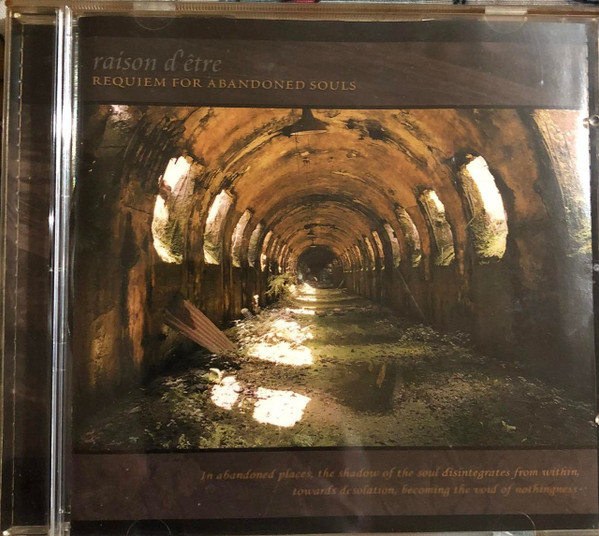 raison d'être
REQUIEM FOR ABANDONED SOULS
In abandoned places, the shadow of the soul disintegrates from within,
towards desolation, becoming the void of nothingness